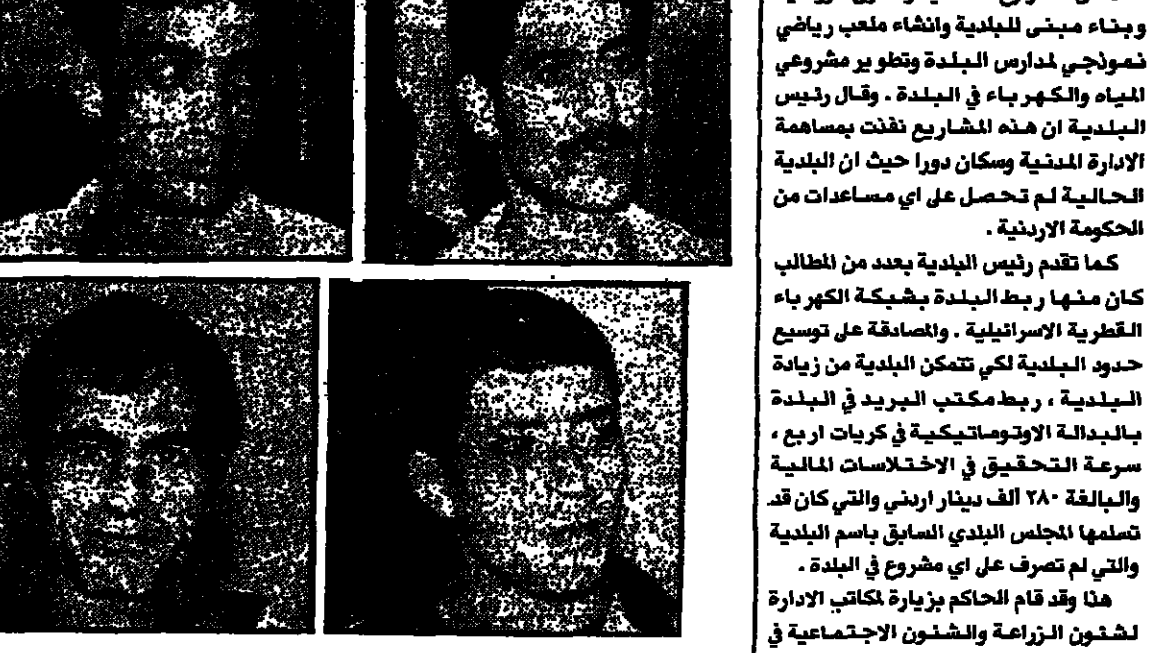 وبناء مبنى للبلدية وانشاء ملعب رياضي
نموذجي لمدارس البلدة وتطوير مشروعي
المياه والكهرباء في البلدة . وقال رئيس
البلدية ان هذه المشاريع نفذت بمساهمة
الادارة المدنية وسكان دورا حيث ان البلدية
الحالية لم تحصل على اي مساعدات من
الحكومة الاردنية .
كما تقدم رئيس البلدية بعدد من المطالب
كان منها ربط البلدة بشبكة الكهرباء
القطرية الاسرائيلية . والمصادقة على توسيع
حدود البلدية لكي تتمكن البلدية من زيادة
البلدية ، ربط مكتب البريد في البلدة
بالبدالة الاوتوماتيكية في كريات اربع ،
سرعة التحقيق في الاختلاسات المالية
والبالغة ٢٨٠ ألف دينار اردني والتي كان قد
تسلمها المجلس البلدي السابق باسم البلدية
والتي لم تصرف على اي مشروع في البلدة .
هذا وقد قام الحاكم بزيارة لمكاتب الادارة
لشئون الزراعة والشئون الاجتماعية في